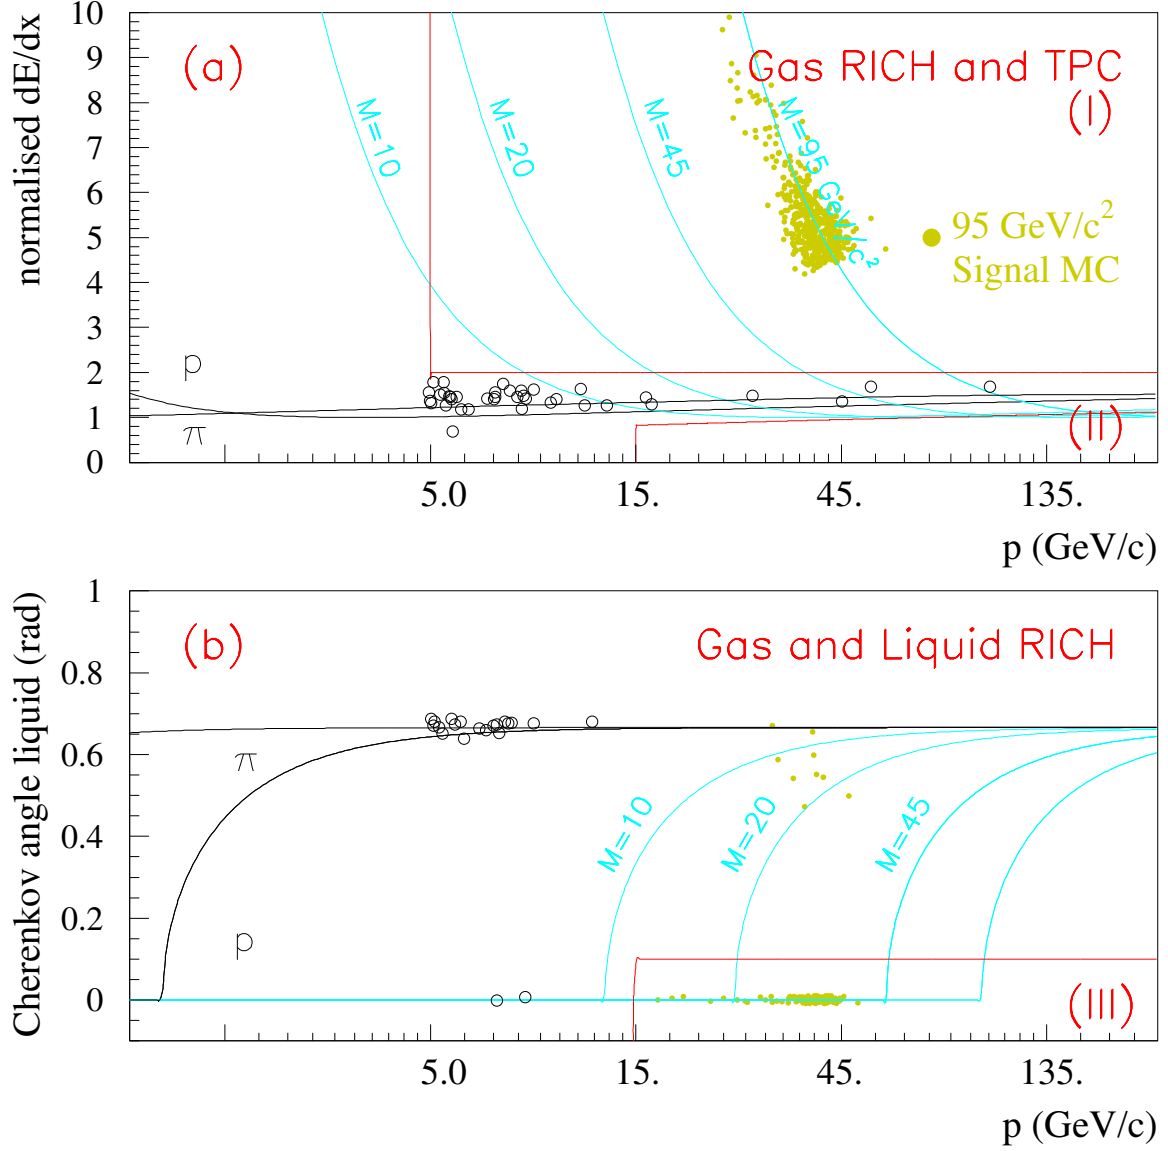 (a)
Gas RICH and TPC
(I)
normalised dE/dx
10
9
8
7
6
5
4
3
2
1
0
M=10
M=20
M=45
M=95 GeV/c²
95 GeV/c²
Signal MC
p
π
(II)
5.0
15.
45.
135.
p (GeV/c)
(b)
Gas and Liquid RICH
Cherenkov angle liquid (rad)
1
0.8
0.6
0.4
0.2
0
π
p
M=10
M=20
M=45
(III)
5.0
15.
45.
135.
p (GeV/c)